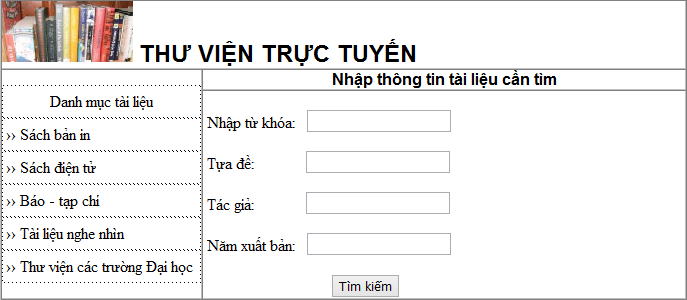 THƯ VIỆN TRỰC TUYẾN
Danh mục tài liệu
›› Sách bản in
›› Sách điện tử
›› Báo - tạp chí
›› Tài liệu nghe nhìn
›› Thư viện các trường Đại học
Nhập thông tin tài liệu cần tìm
Nhập từ khóa:
Tựa đề:
Tác giả:
Năm xuất bản:
Tìm kiếm